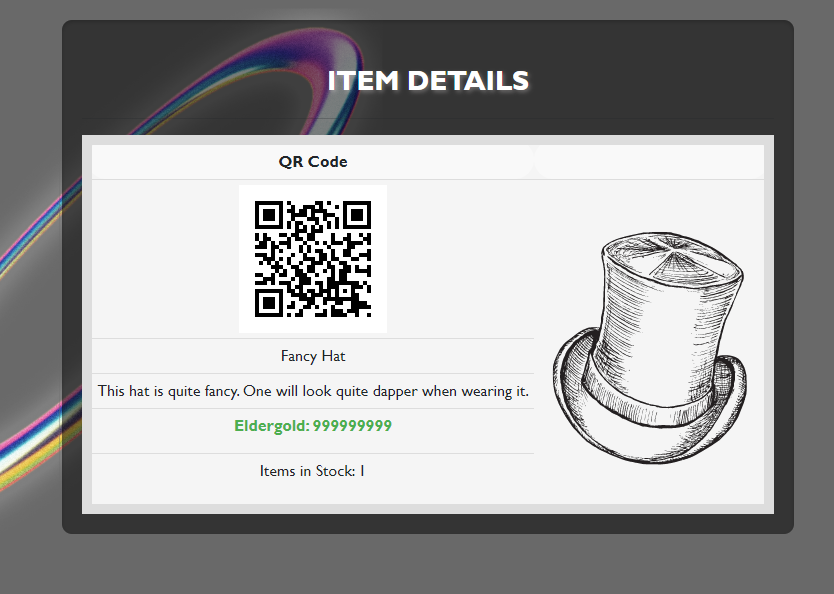 ITEM DETAILS
QR Code
Fancy Hat
This hat is quite fancy. One will look quite dapper when wearing it.
Eldergold: 999999999
Items in Stock: 1